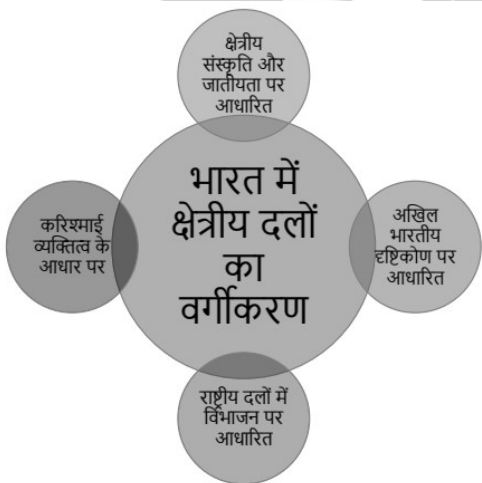 क्षेत्रीय
संस्कृति और
जातीयता पर
आधारित
भारत में
क्षेत्रीय दलों
का
वर्गीकरण
करिश्माई
व्यक्तित्व के
आधार पर
अखिल
भारतीय
दृष्टिकोण पर
आधारित
राष्ट्रीय दलों में
विभाजन पर
आधारित